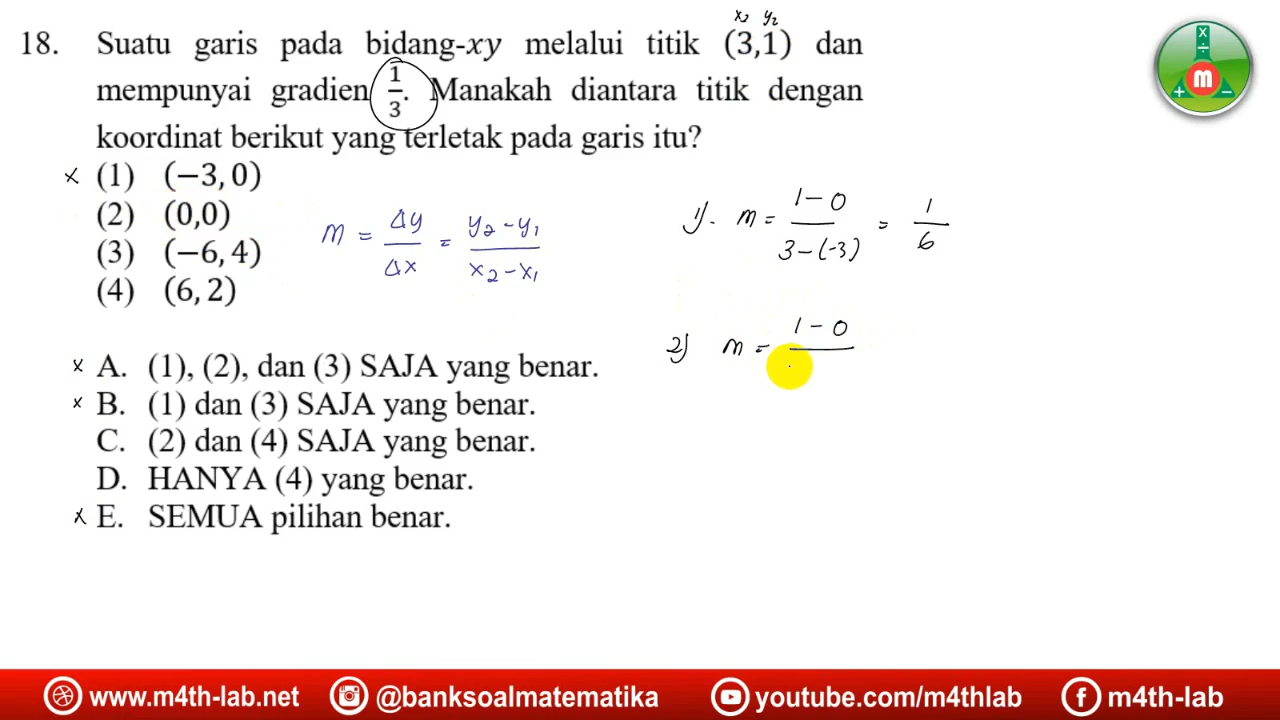 x₂ y₂
18. Suatu garis pada bidang-xy melalui titik (3,1) dan
mempunyai gradien 1/3. Manakah diantara titik dengan
koordinat berikut yang terletak pada garis itu?
× (1) (−3, 0)
(2) (0,0)
(3) (−6, 4)
(4) (6, 2)
m = Δy/Δx = y₂ - y₁/x₂ - x₁
1). m = 1 - 0/3 - (-3) = 1/6
2) m = 1 - 0
× A. (1), (2), dan (3) SAJA yang benar.
× B. (1) dan (3) SAJA yang benar.
C. (2) dan (4) SAJA yang benar.
D. HANYA (4) yang benar.
× E. SEMUA pilihan benar.
× ÷ m + −
www.m4th-lab.net @banksoalmatematika youtube.com/m4thlab m4th-lab